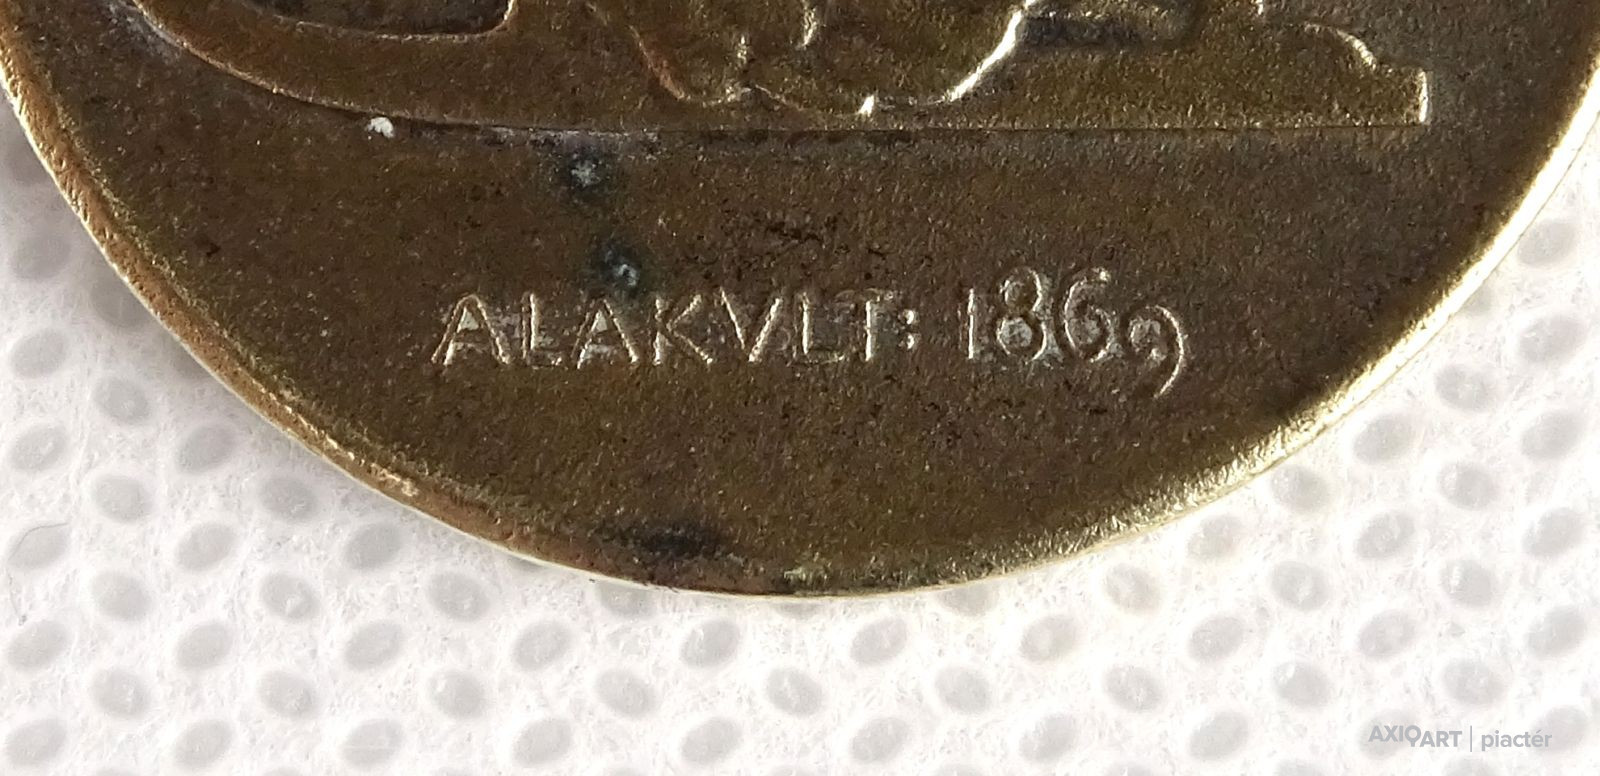 ALAKVLT: 1869
AXIOART | piactér